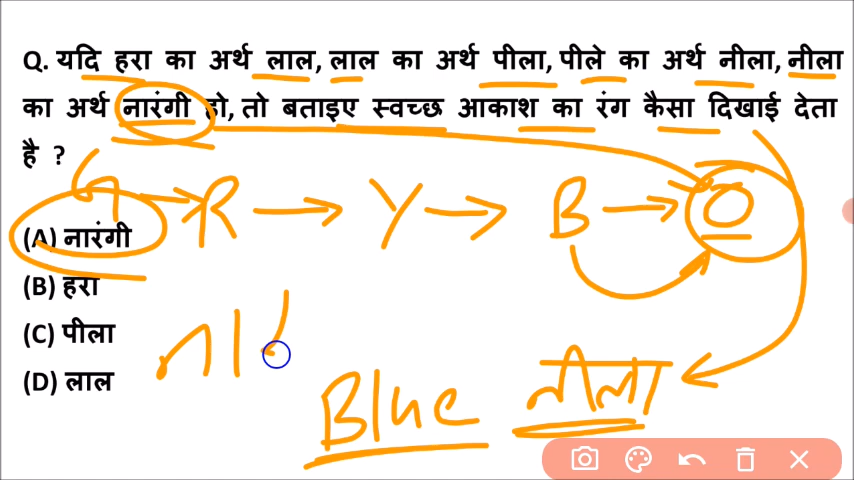 Q. यदि हरा का अर्थ लाल, लाल का अर्थ पीला, पीले का अर्थ नीला, नीला
का अर्थ नारंगी हो, तो बताइए स्वच्छ आकाश का रंग कैसा दिखाई देता
है ?
R → Y → B → O
(A) नारंगी
(B) हरा
(C) पीला
(D) लाल
Blue नीला